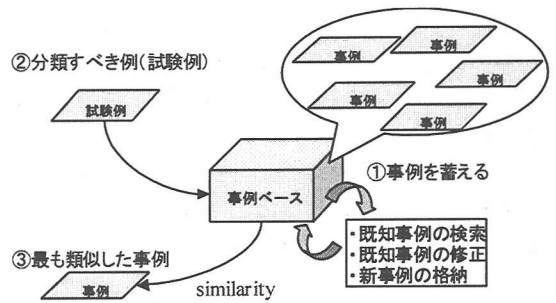 ②分類すべき例(試験例)
試験例
事例
事例
事例
事例
事例
事例ベース
①事例を蓄える
・既知事例の検索
・既知事例の修正
・新事例の格納
③最も類似した事例
事例
similarity